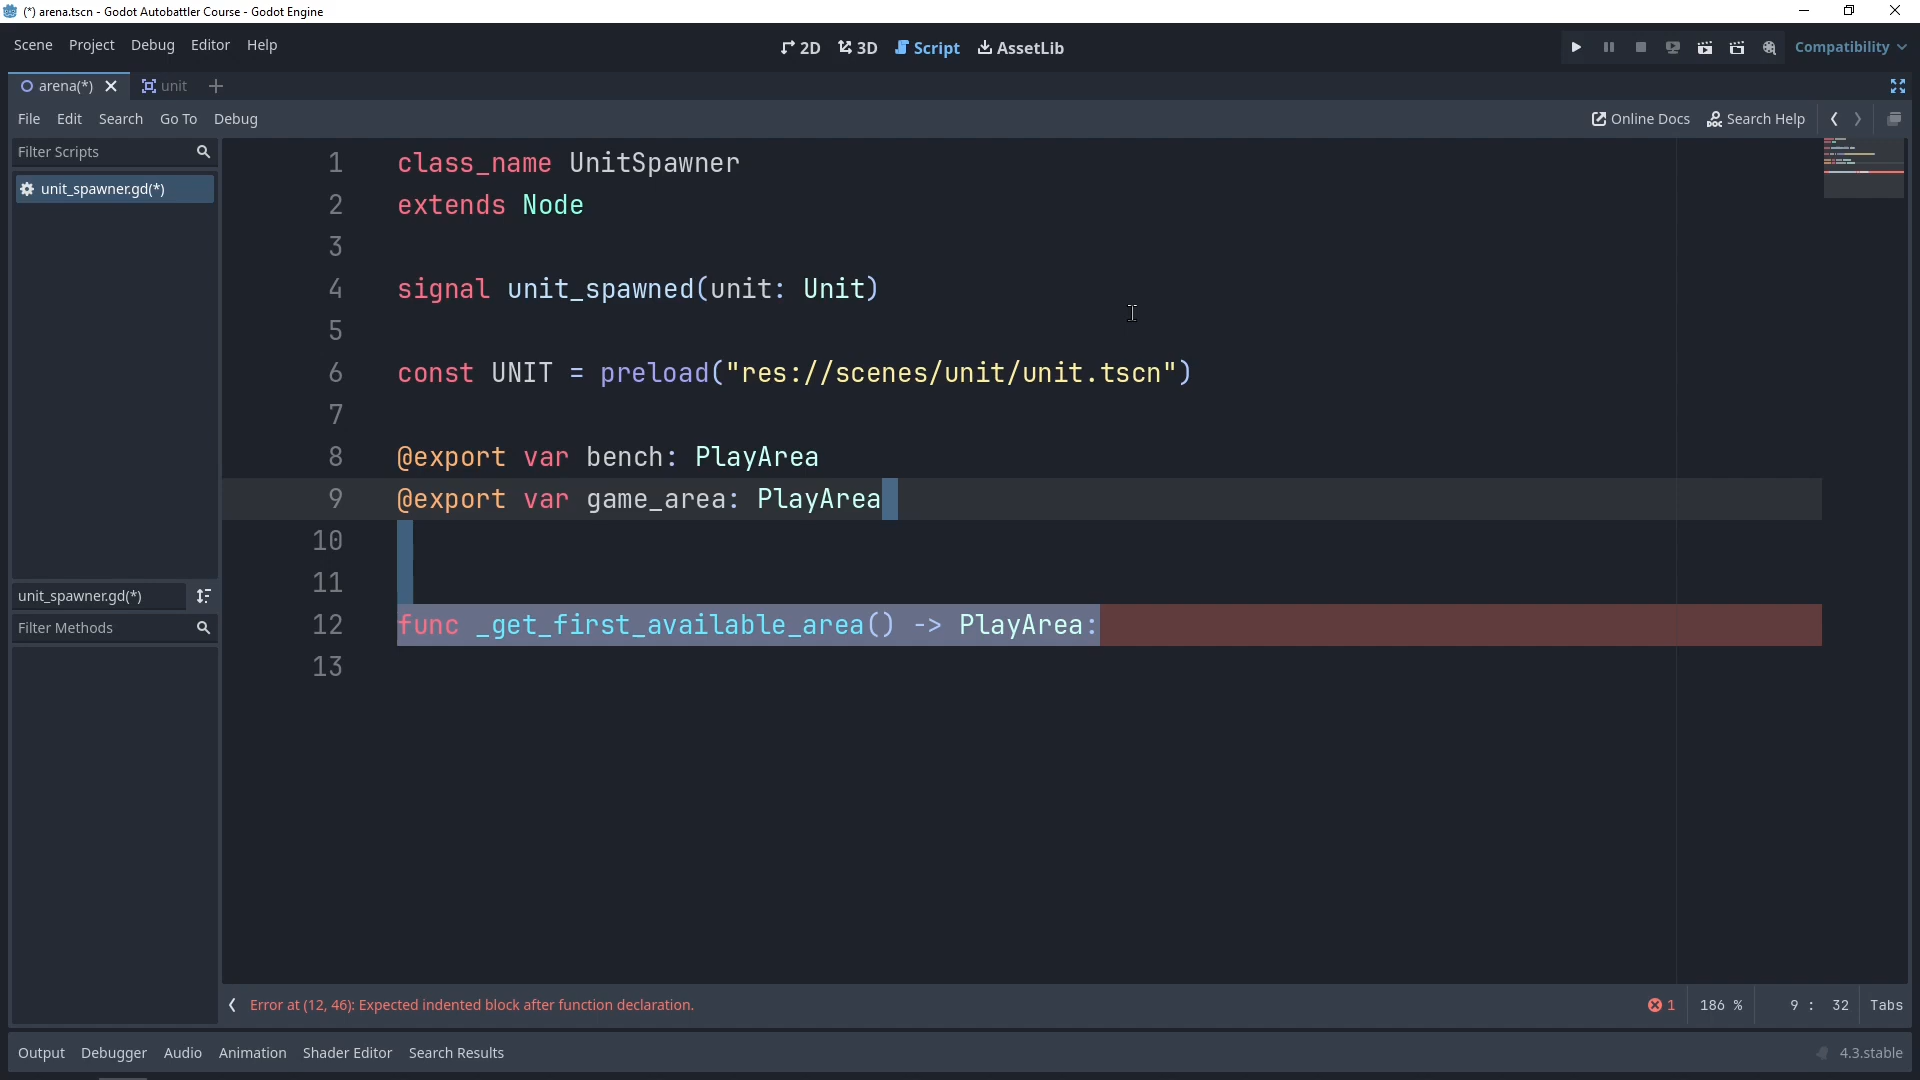 (*) arena.tscn - Godot Autobattler Course - Godot Engine
Scene Project Debug Editor Help
2D 3D Script AssetLib
Compatibility
arena(*) unit
File Edit Search Go To Debug
Online Docs Search Help
Filter Scripts
unit_spawner.gd(*)
unit_spawner.gd(*)
Filter Methods
1 class_name UnitSpawner
2 extends Node
3
4 signal unit_spawned(unit: Unit)
5
6 const UNIT = preload("res://scenes/unit/unit.tscn")
7
8 @export var bench: PlayArea
9 @export var game_area: PlayArea
10
11
12 func _get_first_available_area() -> PlayArea:
13
Error at (12, 46): Expected indented block after function declaration.
1 186 % 9 : 32 Tabs
Output Debugger Audio Animation Shader Editor Search Results
4.3.stable